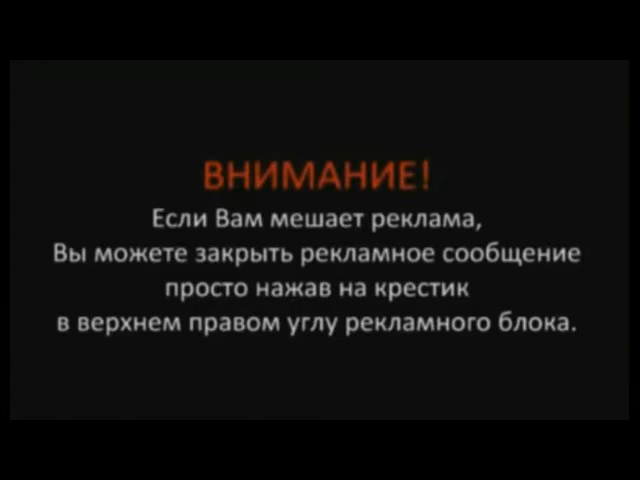 ВНИМАНИЕ!
Если Вам мешает реклама,
Вы можете закрыть рекламное сообщение
просто нажав на крестик
в верхнем правом углу рекламного блока.